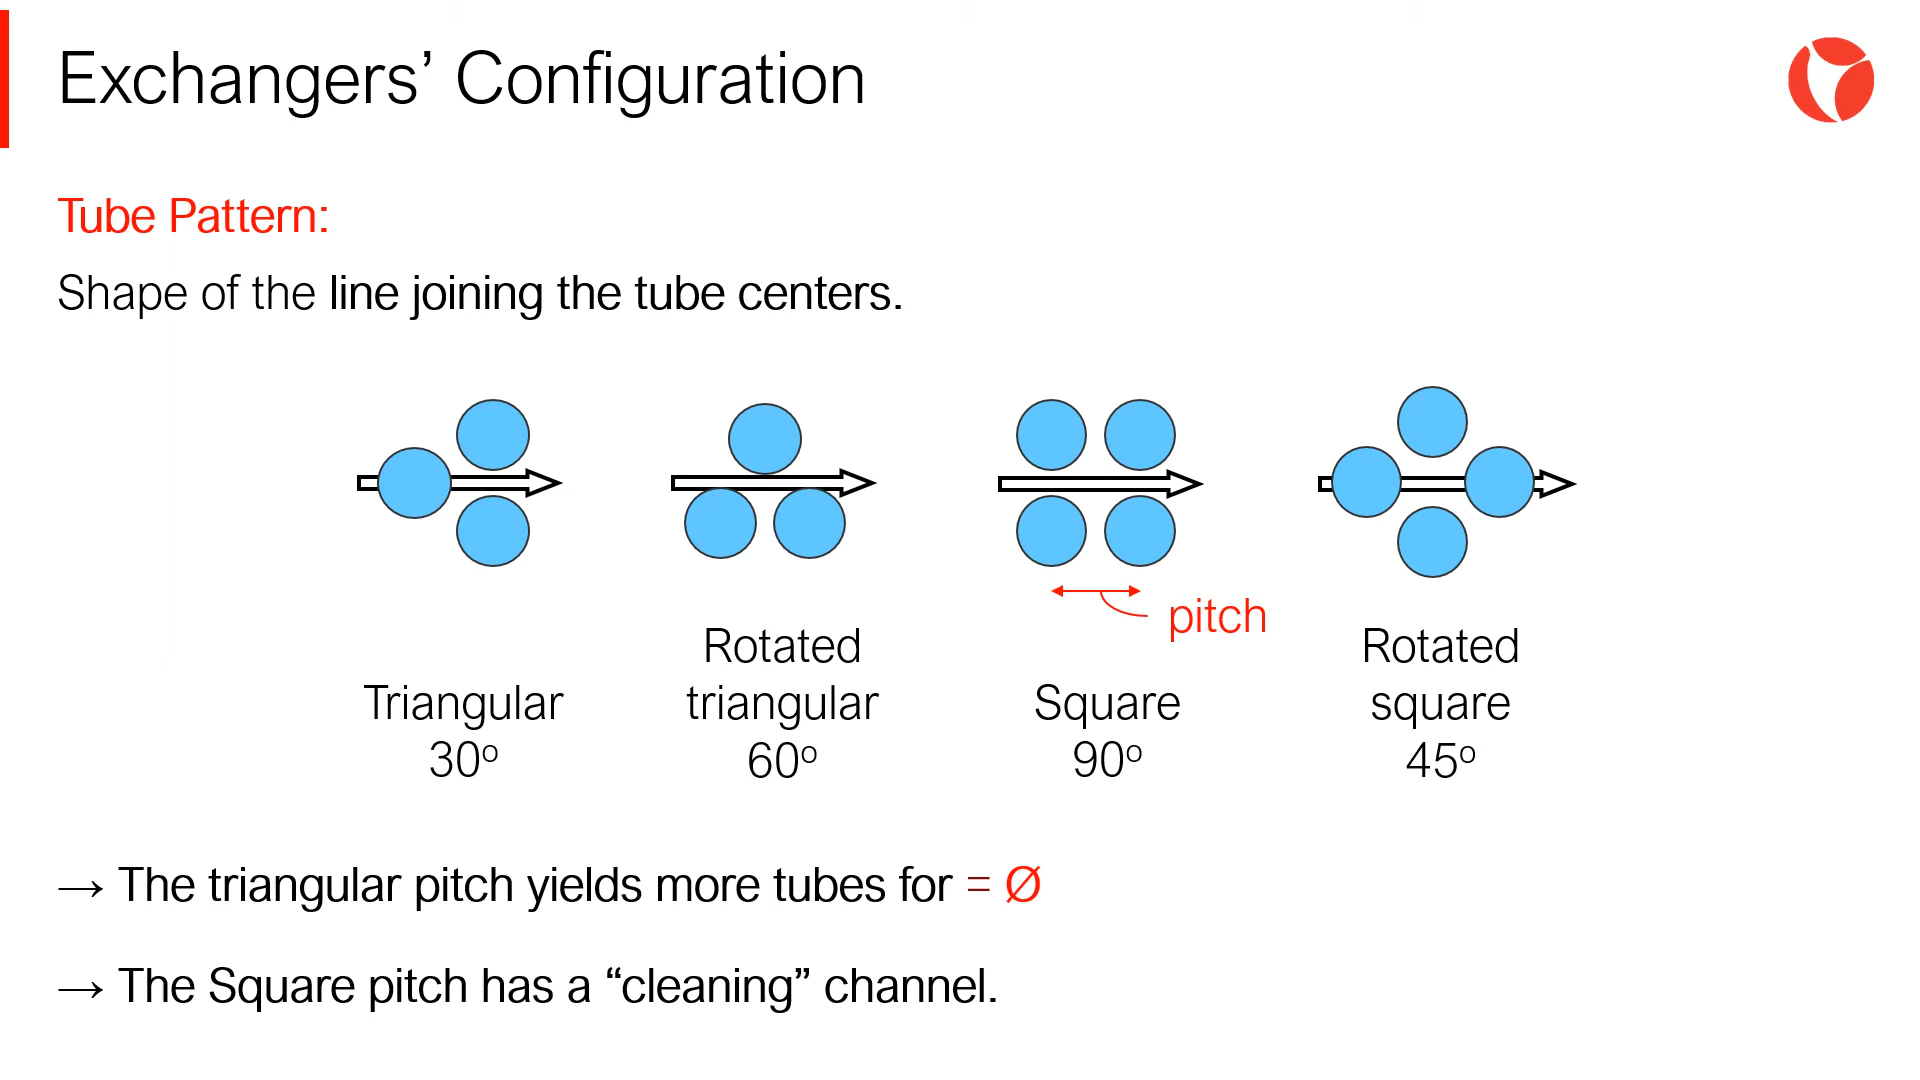 Exchangers’ Configuration
Tube Pattern:
Shape of the line joining the tube centers.
pitch
Triangular
30º
Rotated
triangular
60º
Square
90º
Rotated
square
45º
→ The triangular pitch yields more tubes for = Ø
→ The Square pitch has a “cleaning” channel.